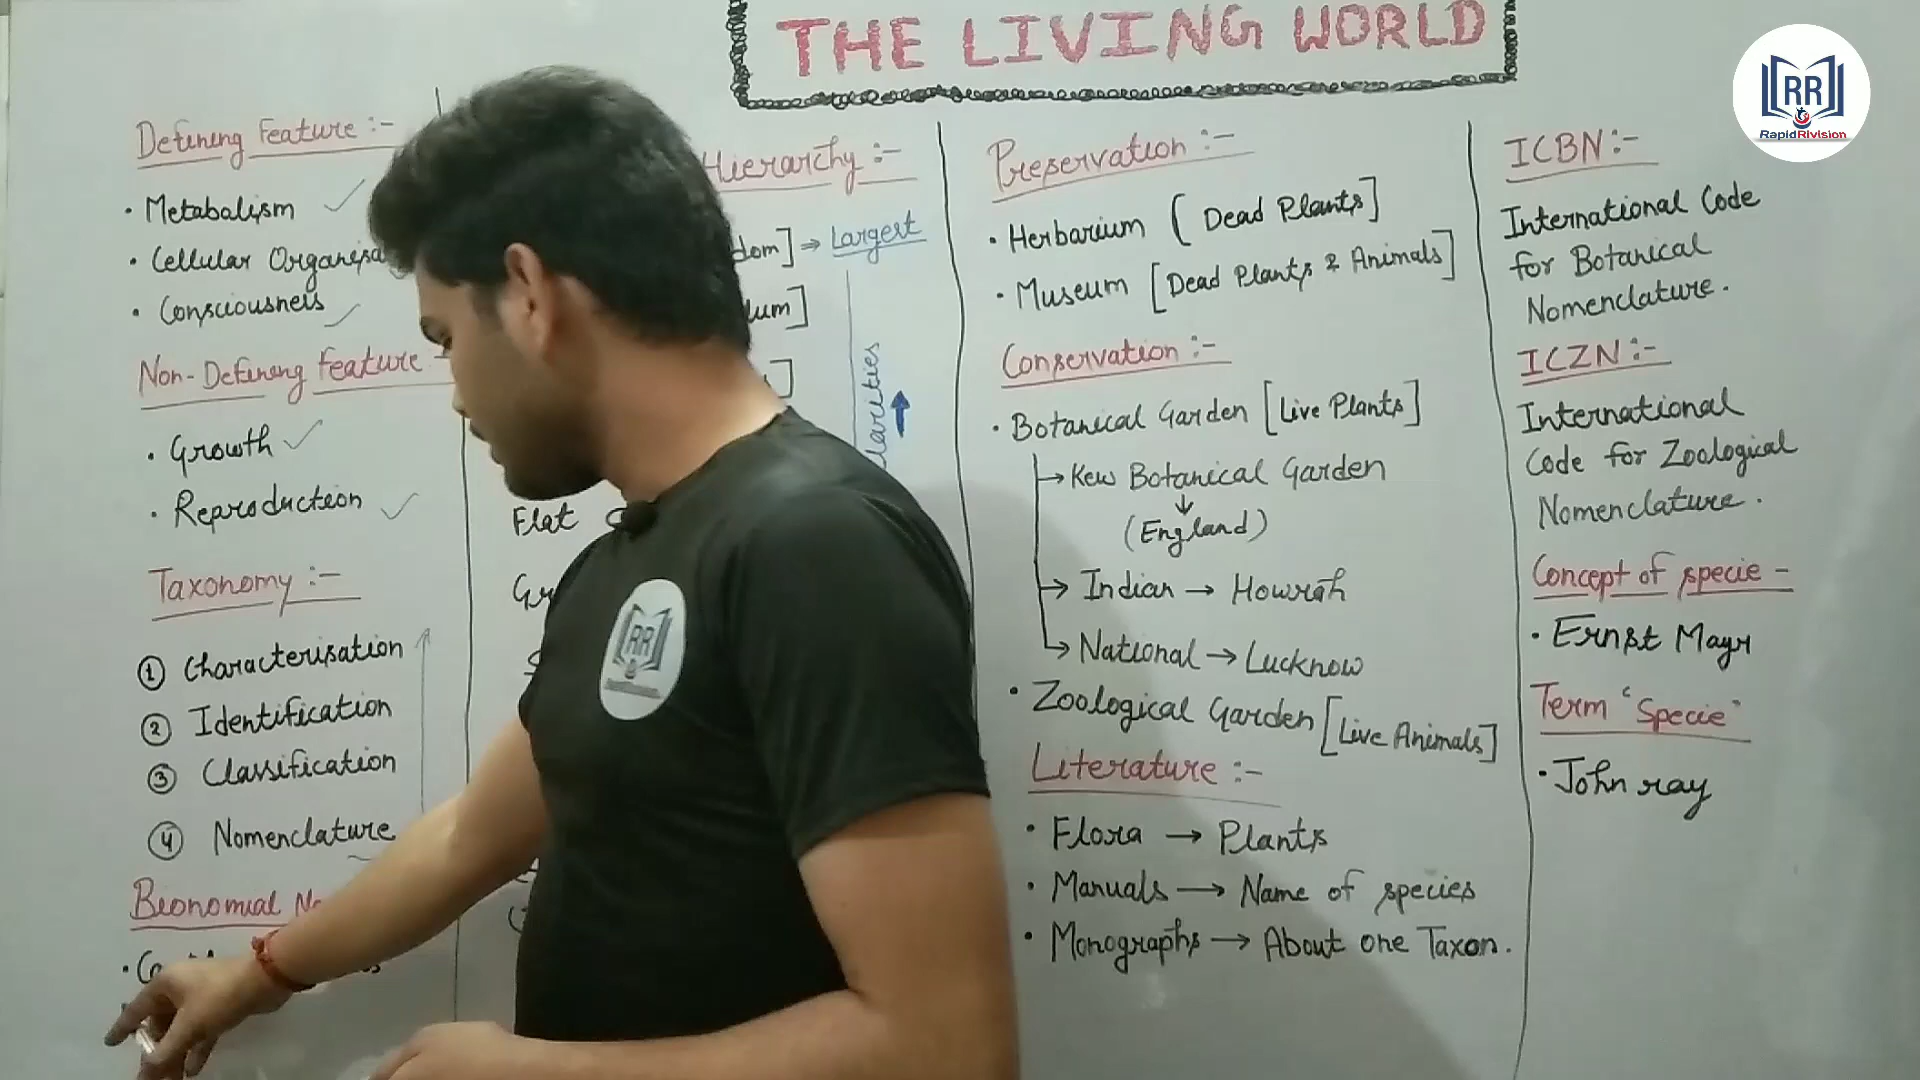 THE LIVING WORLD
RR
RapidRivision
Defining Feature :-
• Metabalism
• Cellular
• Consciousness
Non-Defining Feature
• Growth
• Reproduction
Taxonomy :-
① Characterisation
② Identification
③ Classification
④ Nomenclature
Bionomial
Hierarchy :-
dom] ⇒ Largest
lum]
Flat
RR
Preservation :-
• Herbarium [ Dead Plants]
• Museum [Dead Plants & Animals]
Conservation :-
• Botanical Garden [Live Plants]
→ Kew Botanical Garden
↓
(England)
→ Indian → Howrah
→ National → Lucknow
• Zoological Garden [Live Animals]
Literature :-
• Flora → Plants
• Manuals → Name of species
• Monographs → About one Taxon.
ICBN :-
International Code
for Botanical
Nomenclature.
ICZN :-
International
Code for Zoological
Nomenclature.
Concept of specie -
• Ernst Mayr
Term "Specie"
• John ray